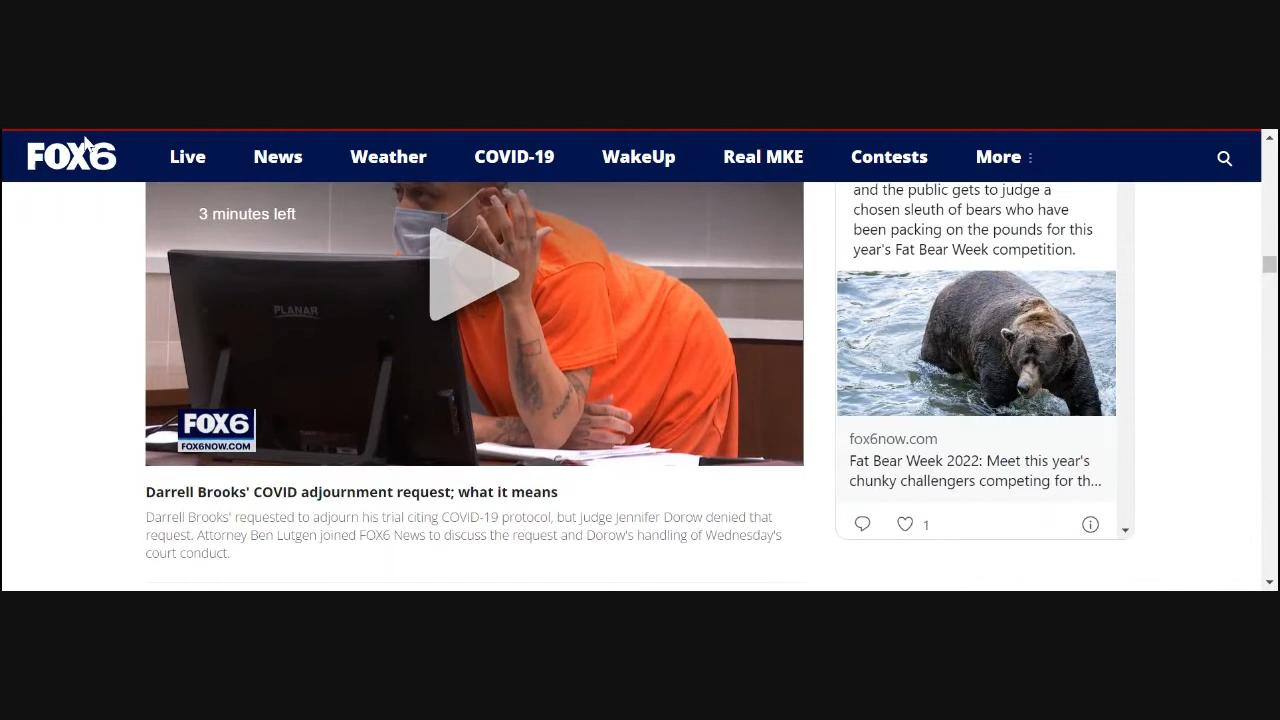 FOX6
Live
News
Weather
COVID-19
WakeUp
Real MKE
Contests
More
3 minutes left
PLANAR
FOX6
FOX6NOW.COM
Darrell Brooks' COVID adjournment request; what it means
Darrell Brooks' requested to adjourn his trial citing COVID-19 protocol, but Judge Jennifer Dorow denied that
request. Attorney Ben Lutgen joined FOX6 News to discuss the request and Dorow's handling of Wednesday's
court conduct.
and the public gets to judge a
chosen sleuth of bears who have
been packing on the pounds for this
year's Fat Bear Week competition.
fox6now.com
Fat Bear Week 2022: Meet this year's
chunky challengers competing for th...
1